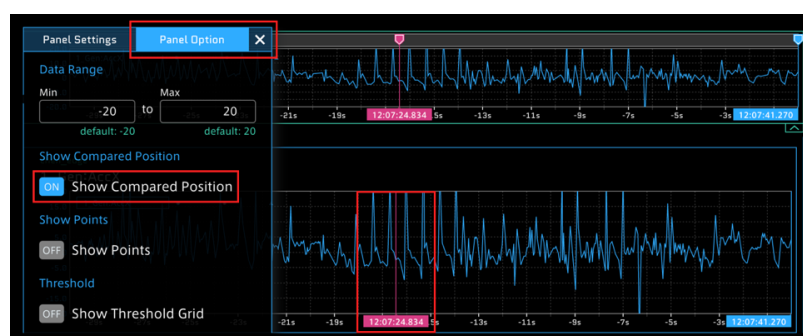 Panel Settings
Panel Option
Data Range
Min
Max
-20
to
20
default: -20
default: 20
Show Compared Position
ON
Show Compared Position
Show Points
OFF
Show Points
Threshold
OFF
Show Threshold Grid
-21s
-19s
12:07:24.834
5s
-13s
-11s
-9s
-7s
-5s
-3s
12:07:41.270
-21s
-19s
12:07:24.834
5s
-13s
-11s
-9s
-7s
-5s
-3s
12:07:41.270